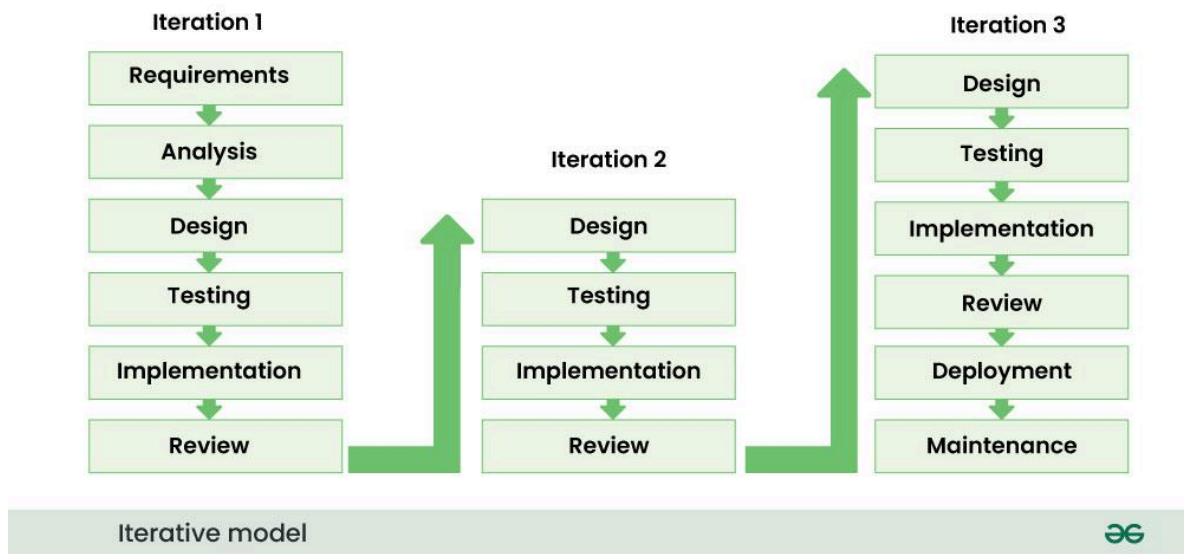 Iteration 1
Requirements
Analysis
Design
Testing
Implementation
Review
Iteration 2
Design
Testing
Implementation
Review
Iteration 3
Design
Testing
Implementation
Review
Deployment
Maintenance
Iterative model